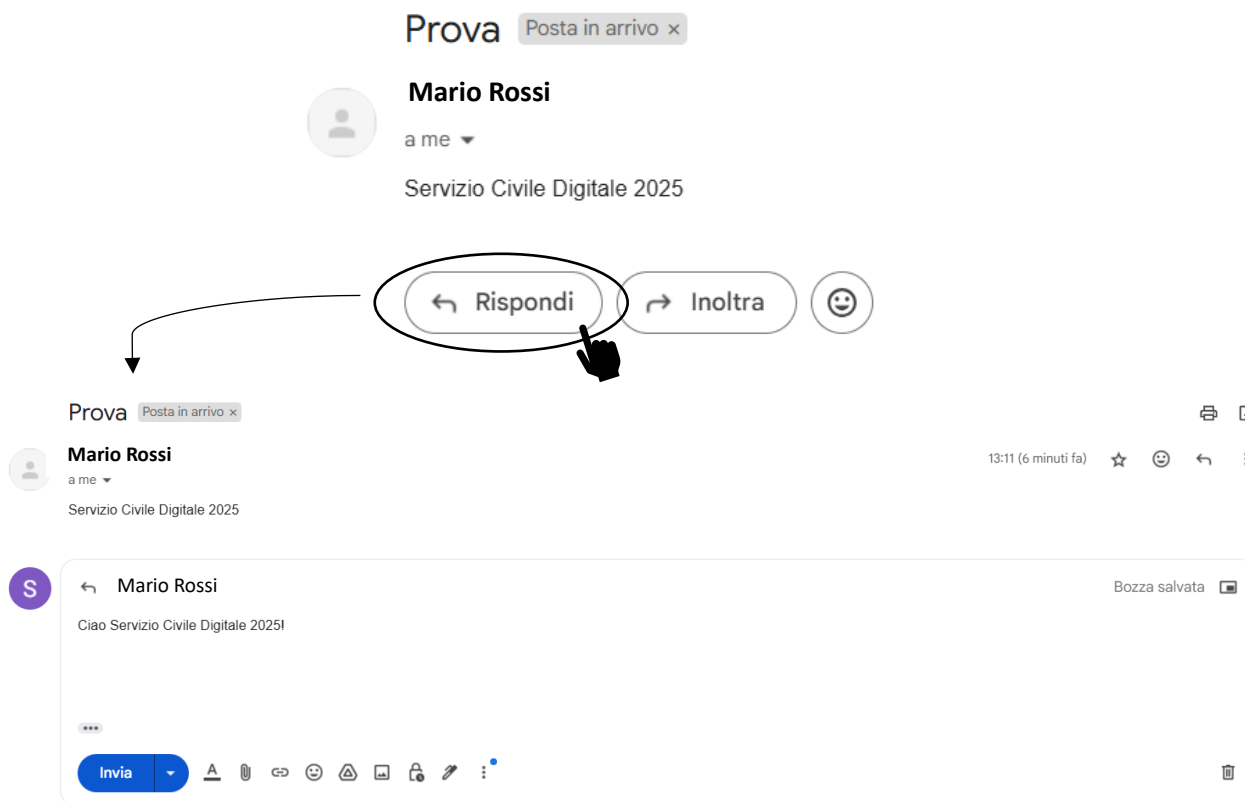 Prova Posta in arrivo ×
Mario Rossi
a me
Servizio Civile Digitale 2025
Rispondi Inoltra
Prova Posta in arrivo ×
Mario Rossi 13:11 (6 minuti fa)
a me
Servizio Civile Digitale 2025
S Mario Rossi Bozza salvata
Ciao Servizio Civile Digitale 2025!
Invia A